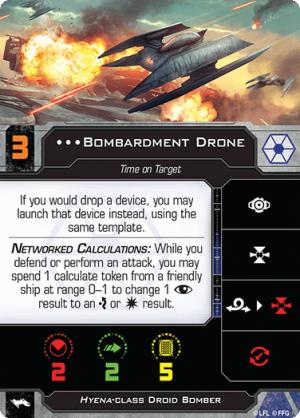 3 •••Bombardment Drone
Time on Target
If you would drop a device, you may
launch that device instead, using the
same template.
Networked Calculations: While you
defend or perform an attack, you may
spend 1 calculate token from a friendly
ship at range 0–1 to change 1
result to an or result.
2 2 5
Hyena-class Droid Bomber
©LFL ©FFG